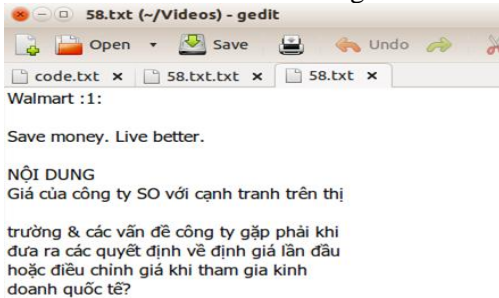 58.txt (~/Videos) - gedit
Open Save Undo
code.txt 58.txt.txt 58.txt
Walmart :1:
Save money. Live better.
NỘI DUNG
Giá của công ty SO với cạnh tranh trên thị
trường & các vấn đề công ty gặp phải khi
đưa ra các quyết định về định giá lần đầu
hoặc điều chỉnh giá khi tham gia kinh
doanh quốc tế?